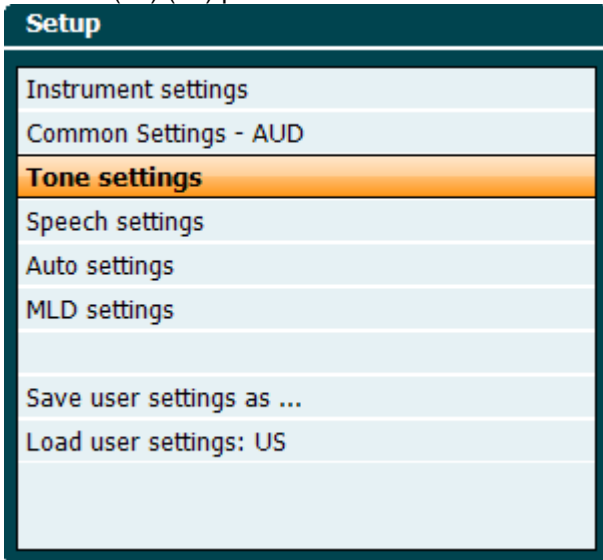 Setup
Instrument settings
Common Settings - AUD
Tone settings
Speech settings
Auto settings
MLD settings
Save user settings as ...
Load user settings: US